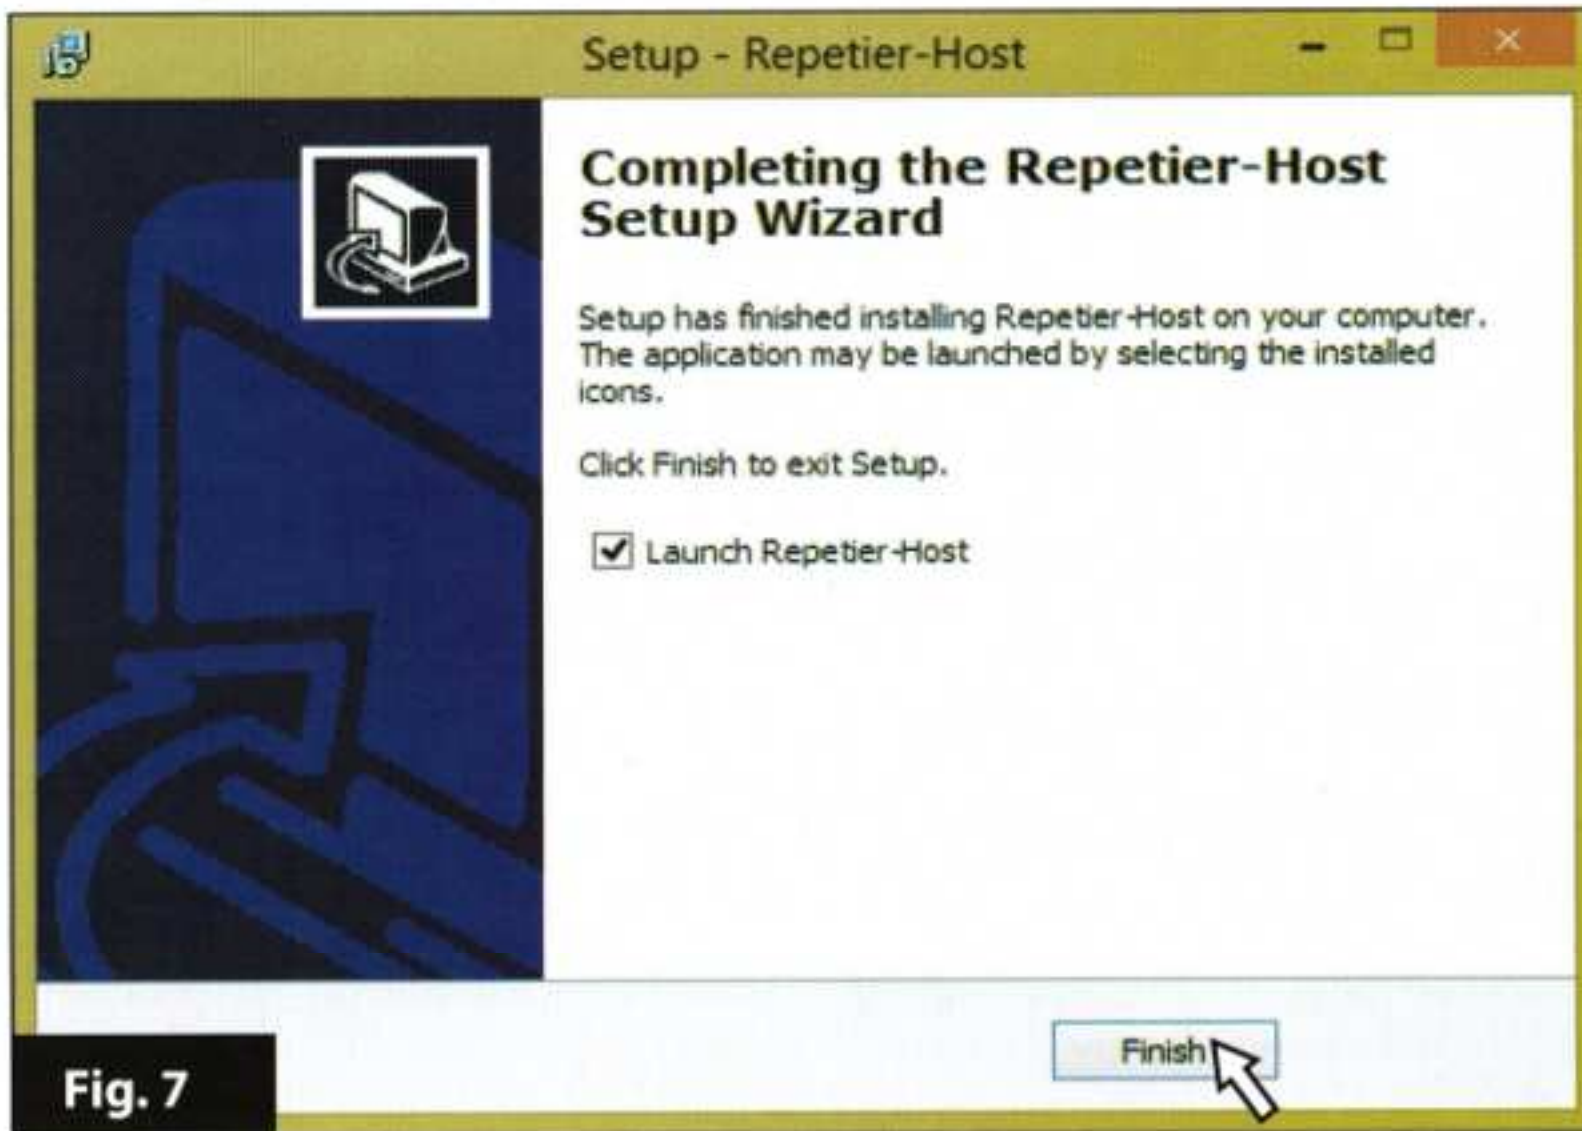 Setup - Repetier-Host
Completing the Repetier-Host
Setup Wizard
Setup has finished installing Repetier-Host on your computer.
The application may be launched by selecting the installed
icons.
Click Finish to exit Setup.
Launch Repetier-Host
Finish
Fig. 7